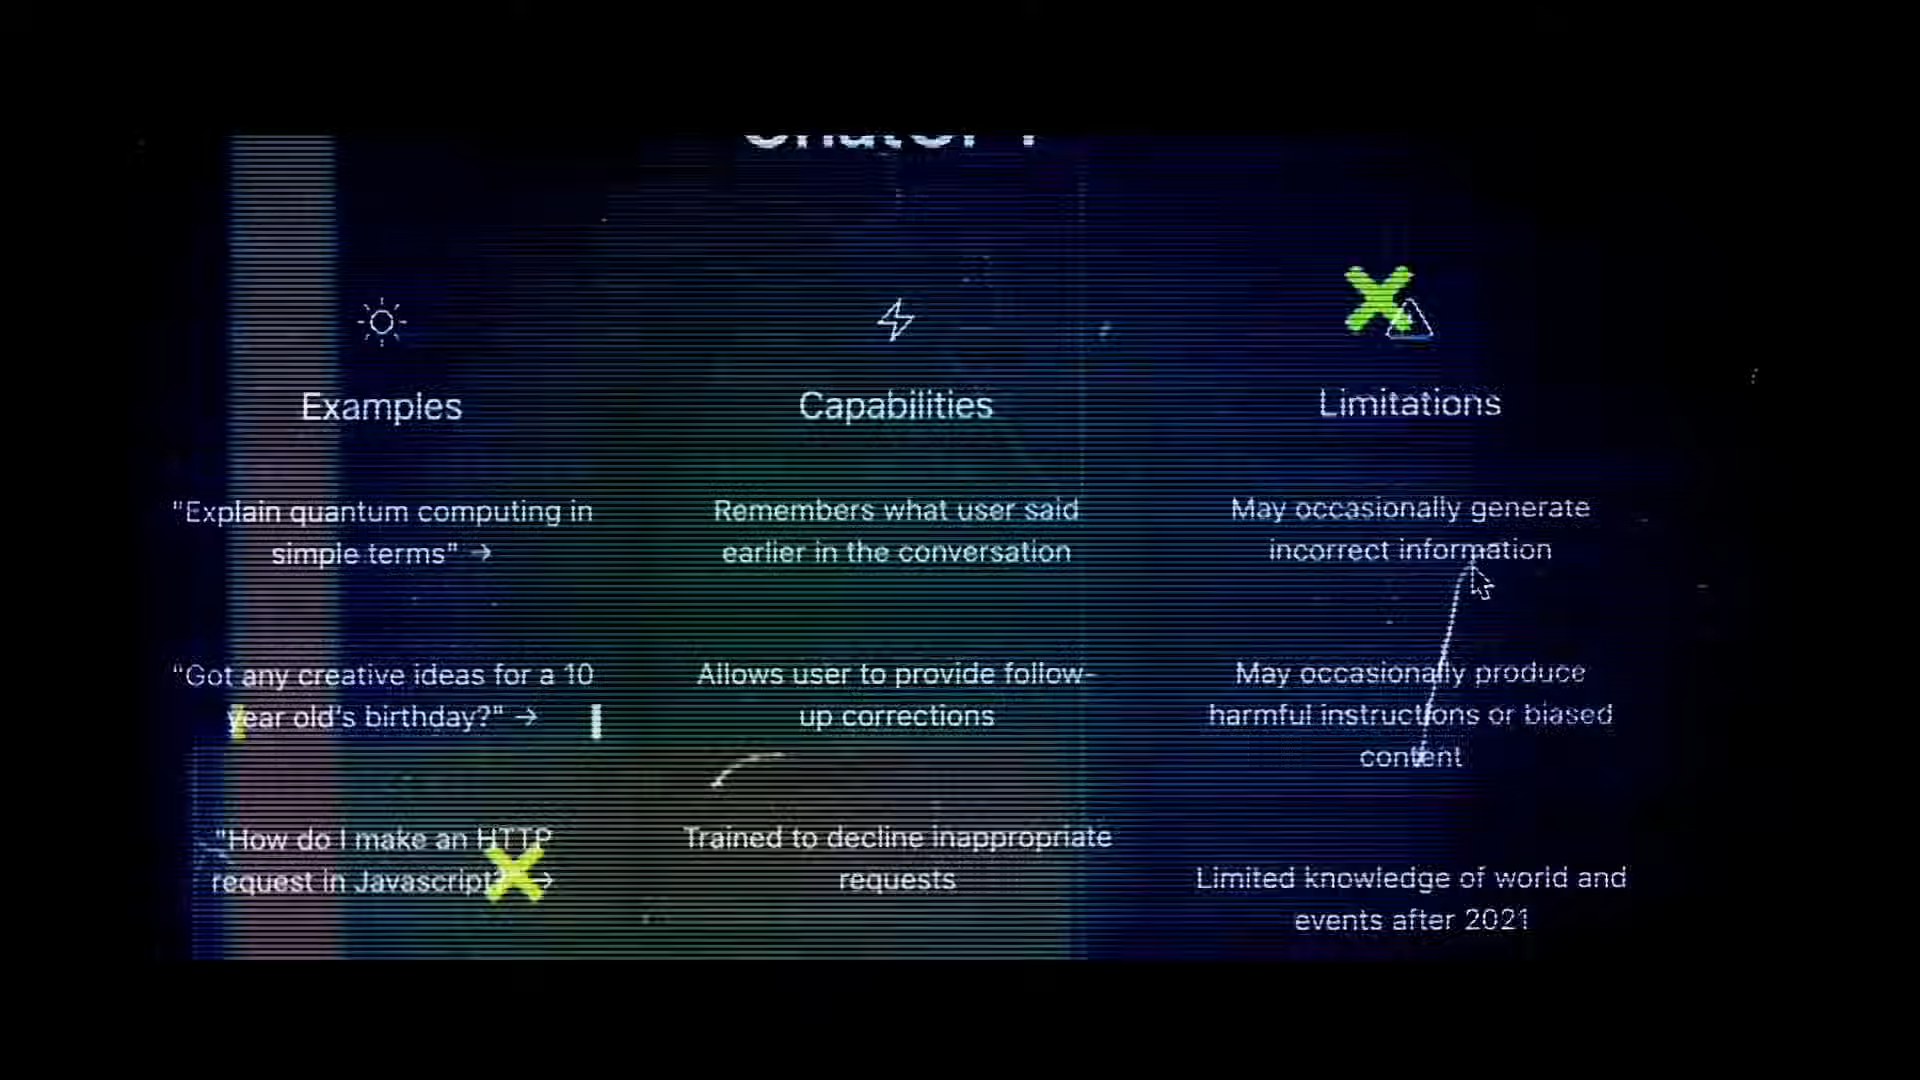 ChatGPT
Examples
"Explain quantum computing in
simple terms" →
"Got any creative ideas for a 10
year old's birthday?" →
"How do I make an HTTP
request in Javascript?" →
Capabilities
Remembers what user said
earlier in the conversation
Allows user to provide follow-
up corrections
Trained to decline inappropriate
requests
Limitations
May occasionally generate
incorrect information
May occasionally produce
harmful instructions or biased
content
Limited knowledge of world and
events after 2021